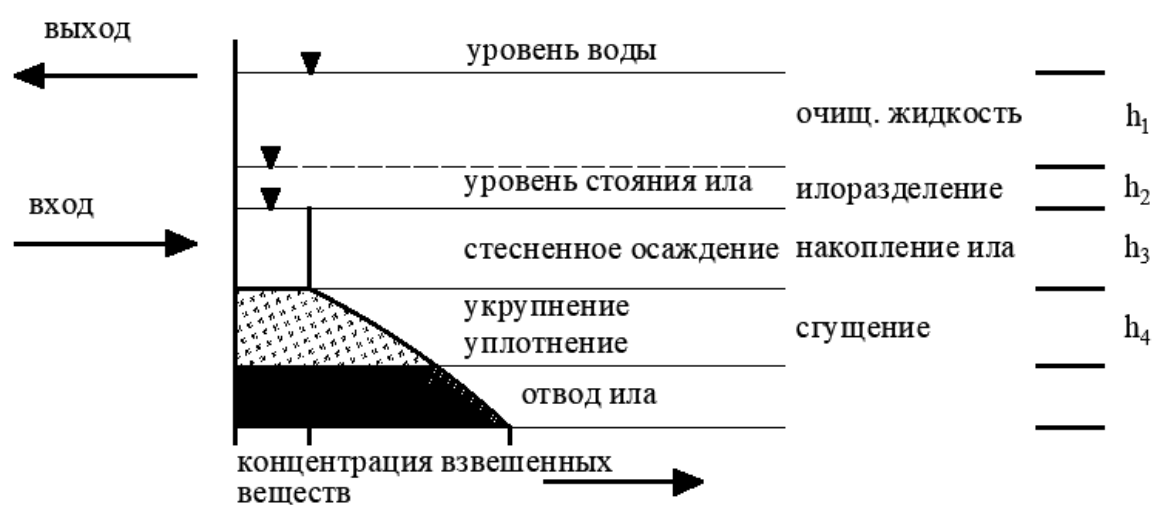 выход
уровень воды
очищ. жидкость
h1
уровень стояния ила
илоразделение
h2
вход
стесненное осаждение
накопление ила
h3
укрупнение
уплотнение
сгущение
h4
отвод ила
концентрация взвешенных
веществ